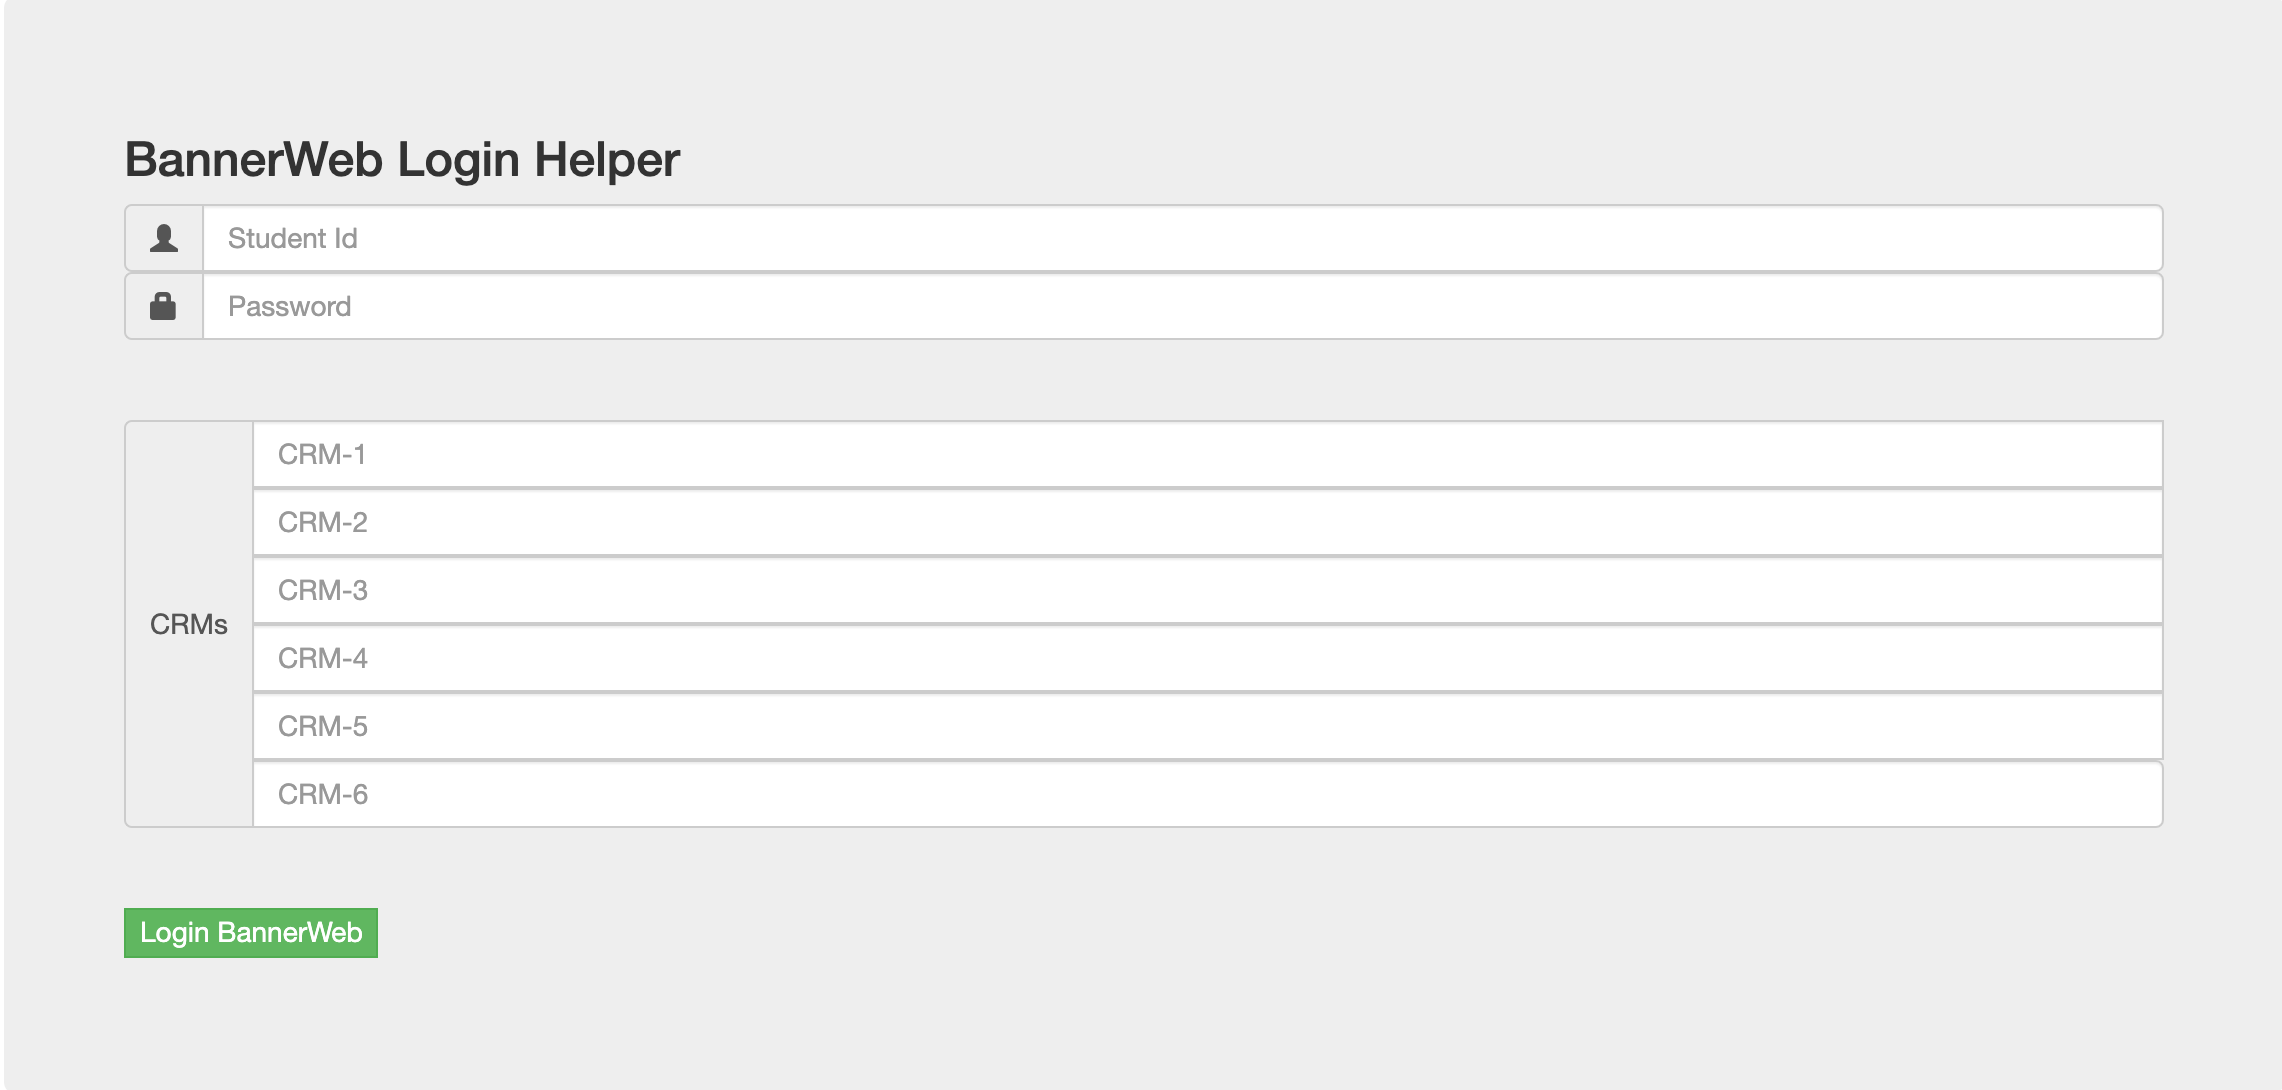 BannerWeb Login Helper
Student Id
Password
CRM-1
CRM-2
CRM-3
CRMs
CRM-4
CRM-5
CRM-6
Login BannerWeb